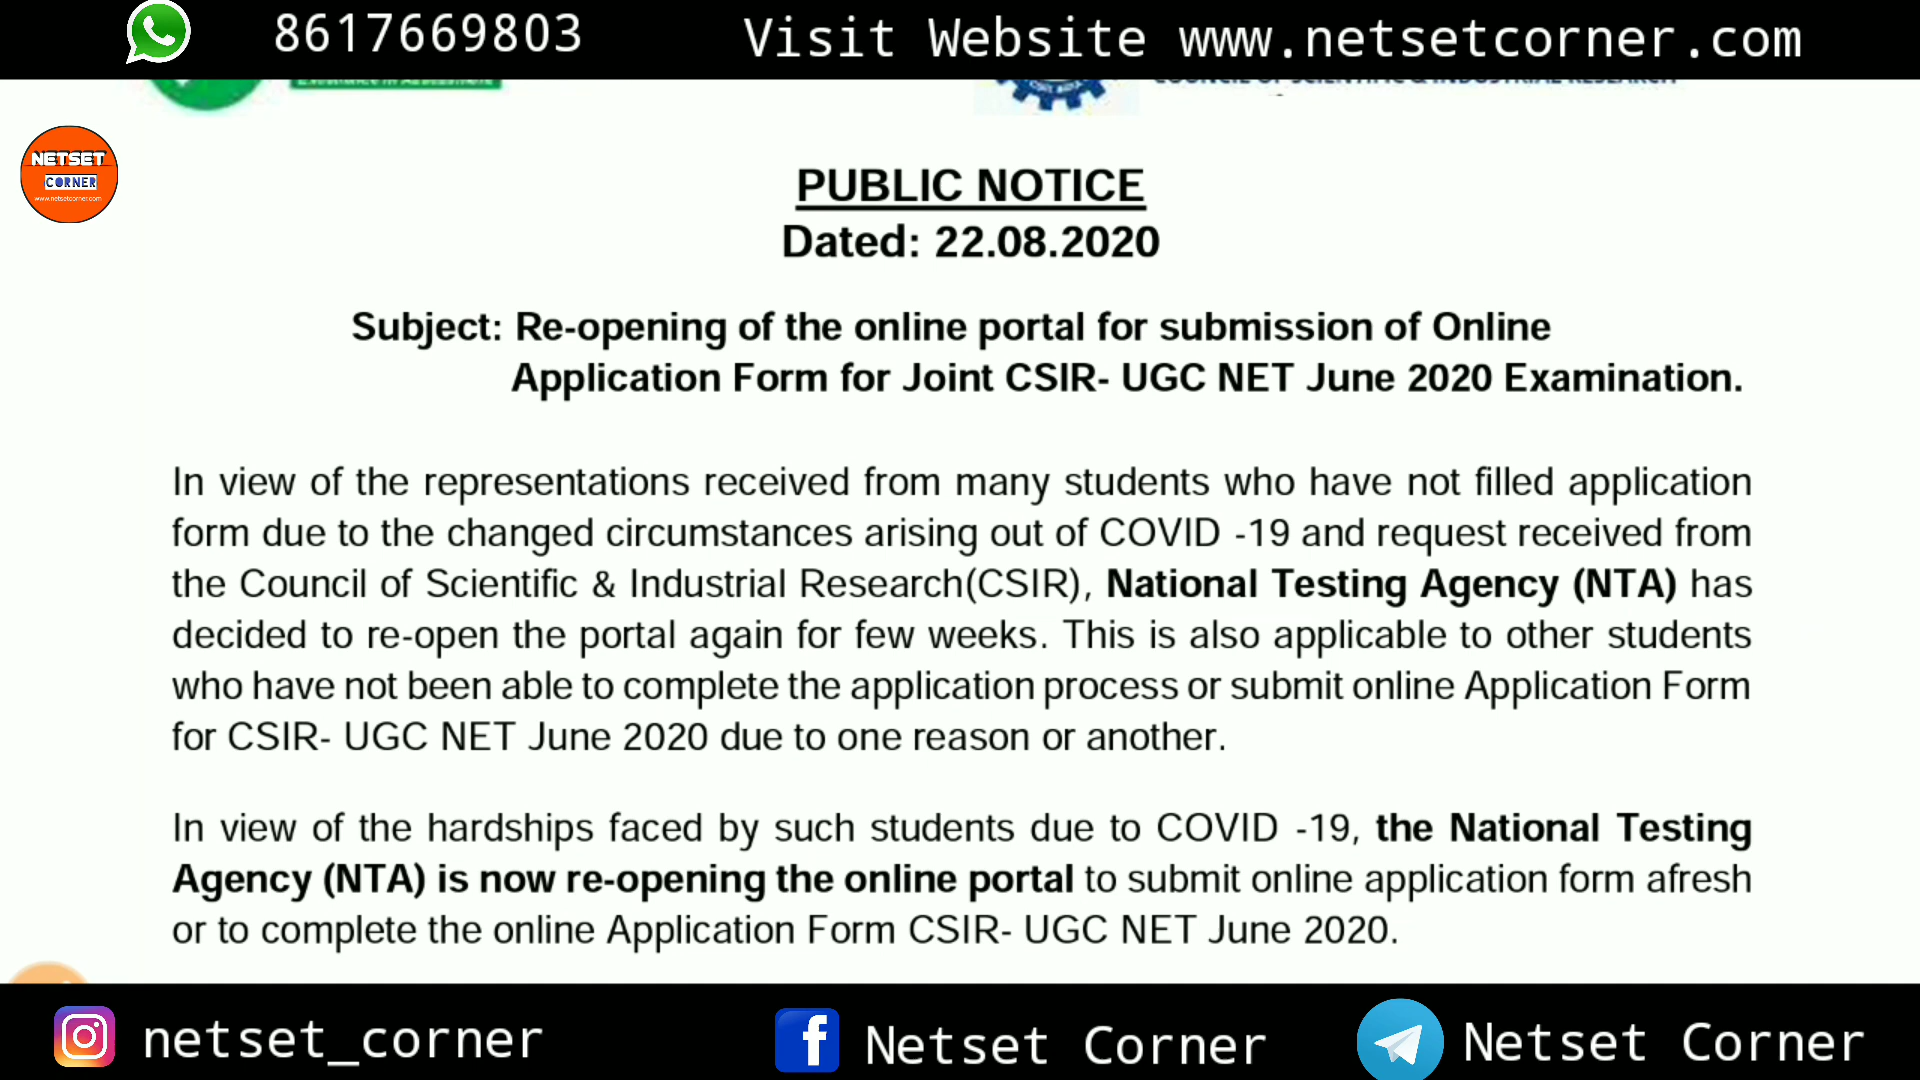 8617669803
Visit Website www.netsetcorner.com
COUNCIL OF SCIENTIFIC & INDUSTRIAL RESEARCH
NETSET
CORNER
www.netsetcorner.com
PUBLIC NOTICE
Dated: 22.08.2020
Subject: Re-opening of the online portal for submission of Online
Application Form for Joint CSIR- UGC NET June 2020 Examination.
In view of the representations received from many students who have not filled application
form due to the changed circumstances arising out of COVID -19 and request received from
the Council of Scientific & Industrial Research(CSIR), National Testing Agency (NTA) has
decided to re-open the portal again for few weeks. This is also applicable to other students
who have not been able to complete the application process or submit online Application Form
for CSIR- UGC NET June 2020 due to one reason or another.
In view of the hardships faced by such students due to COVID -19, the National Testing
Agency (NTA) is now re-opening the online portal to submit online application form afresh
or to complete the online Application Form CSIR- UGC NET June 2020.
netset_corner
Netset Corner
Netset Corner